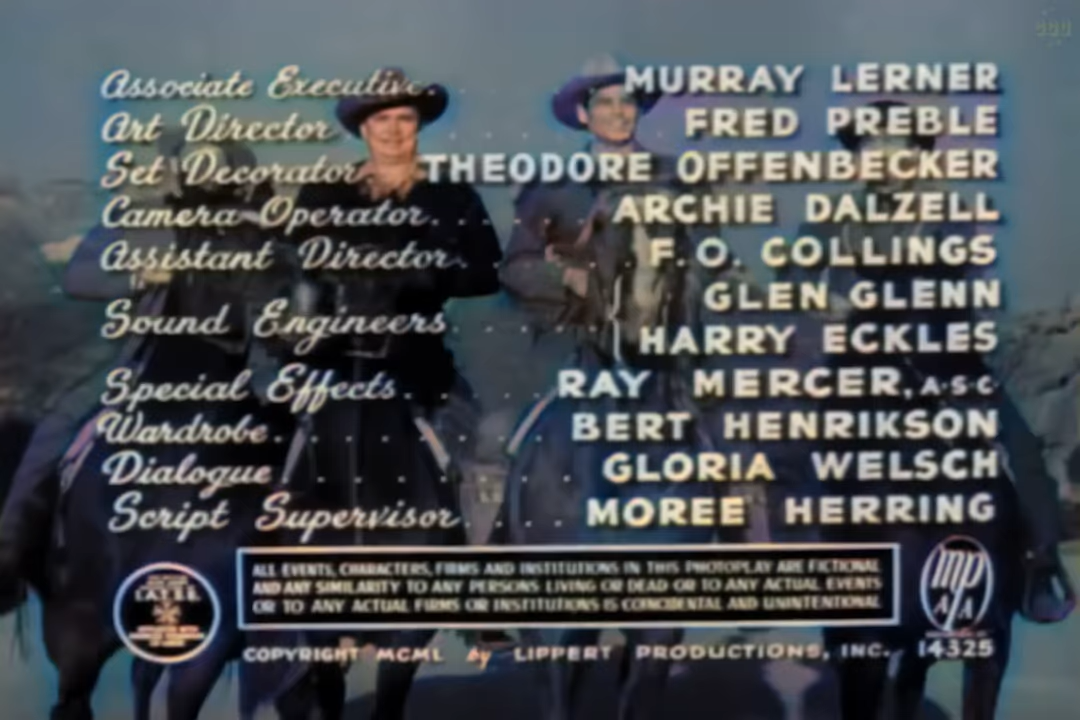 Associate Executive. . MURRAY LERNER
Art Director . . . . . FRED PREBLE
Set Decorator THEODORE OFFENBECKER
Camera Operator. . . . . . ARCHIE DALZELL
Assistant Director. . . . . F. O. COLLINGS
GLEN GLENN
Sound Engineers. . . . . HARRY ECKLES
Special Effects. . . . . RAY MERCER, A·S·C·
Wardrobe. . . . . . . . BERT HENRIKSON
Dialogue . . . . . . . . GLORIA WELSCH
Script Supervisor. . . . MOREE HERRING
ALL EVENTS, CHARACTERS, FIRMS AND INSTITUTIONS IN THIS PHOTOPLAY ARE FICTIONAL
AND ANY SIMILARITY TO ANY PERSONS LIVING OR DEAD OR TO ANY ACTUAL EVENTS
OR TO ANY ACTUAL FIRMS OR INSTITUTIONS IS COINCIDENTAL AND UNINTENTIONAL
I.A.T.S.E.
MPAA
COPYRIGHT MCML by LIPPERT PRODUCTIONS, INC. 14325